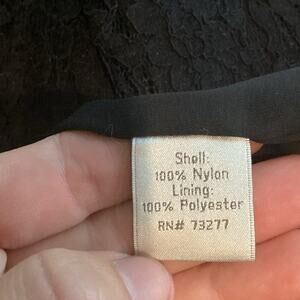 Shell:
100% Nylon
Lining:
100% Polyester
RN# 73277